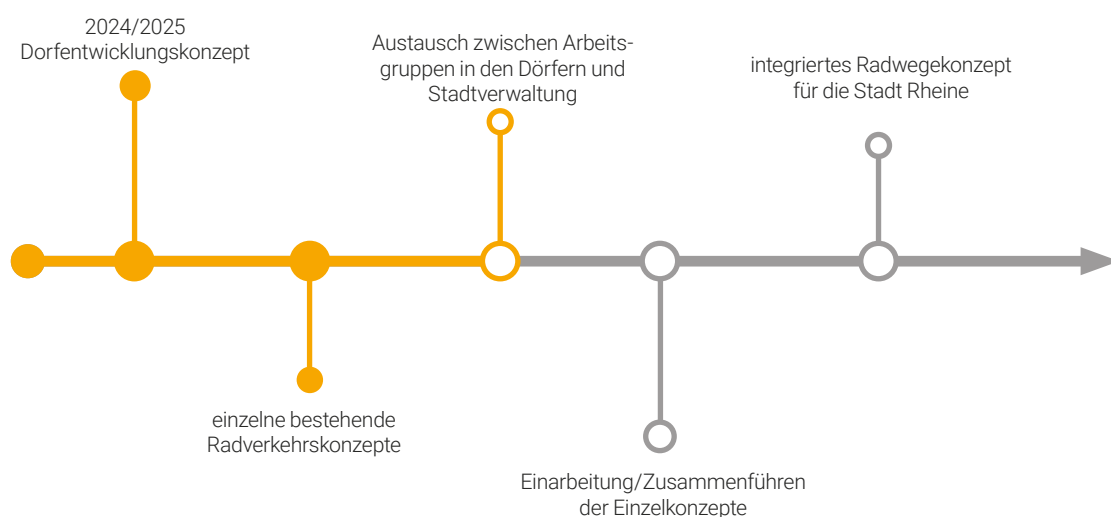 2024/2025
Dorfentwicklungskonzept
einzelne bestehende
Radverkehrskonzepte
Austausch zwischen Arbeits-
gruppen in den Dörfern und
Stadtverwaltung
Einarbeitung/Zusammenführen
der Einzelkonzepte
integriertes Radwegekonzept
für die Stadt Rheine